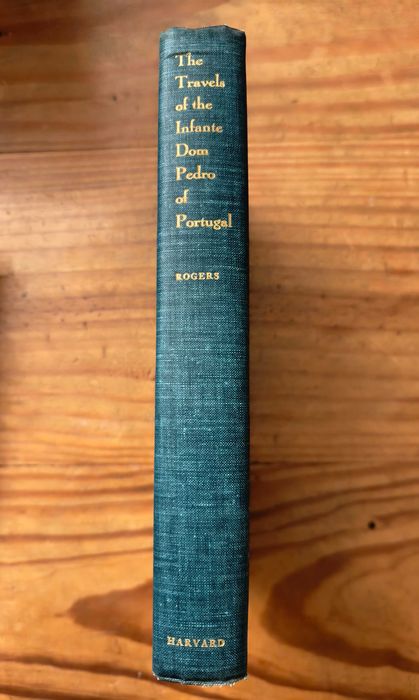 The
Travels
of the
Infante
Dom
Pedro
of
Portugal
ROGERS
HARVARD